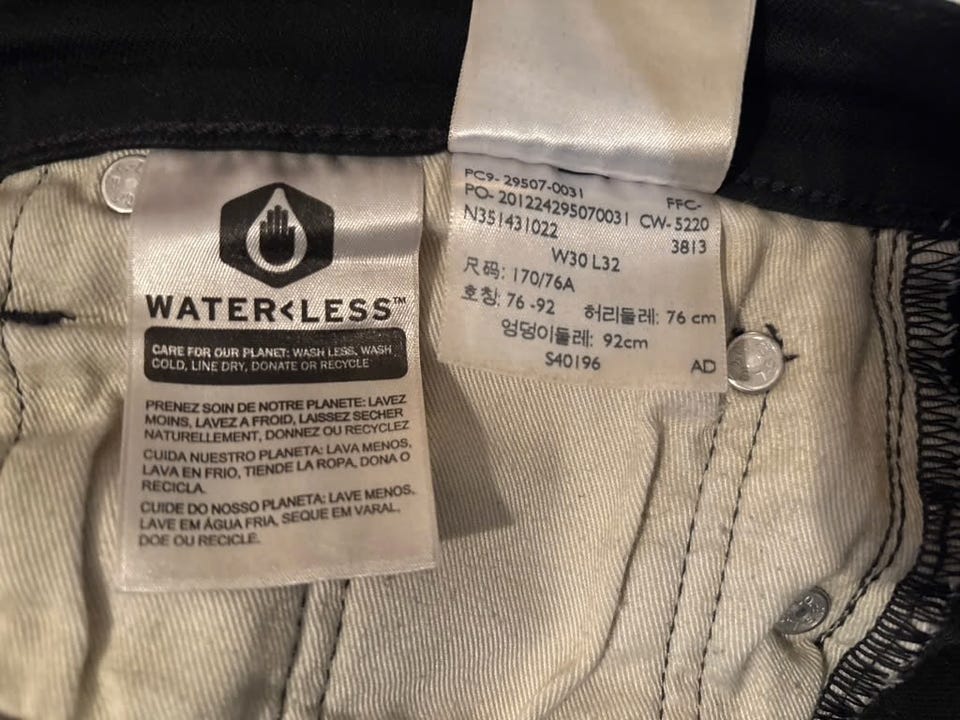 WATER<LESS™
CARE FOR OUR PLANET: WASH LESS, WASH
COLD, LINE DRY, DONATE OR RECYCLE
PRENEZ SOIN DE NOTRE PLANETE: LAVEZ
MOINS, LAVEZ A FROID, LAISSEZ SECHER
NATURELLEMENT, DONNEZ OU RECYCLEZ
CUIDA NUESTRO PLANETA: LAVA MENOS,
LAVA EN FRIO, TIENDE LA ROPA, DONA O
RECICLA.
CUIDE DO NOSSO PLANETA: LAVE MENOS,
LAVE EM ÁGUA FRIA, SEQUE EM VARAL,
DOE OU RECICLE.
PC9- 29507-0031 FFC-
PO- 201224295070031 CW- 5220
N351431022 3813
W30 L32
尺码: 170/76A
호칭: 76 -92 허리둘레: 76 cm
엉덩이둘레: 92cm
S40196 AD